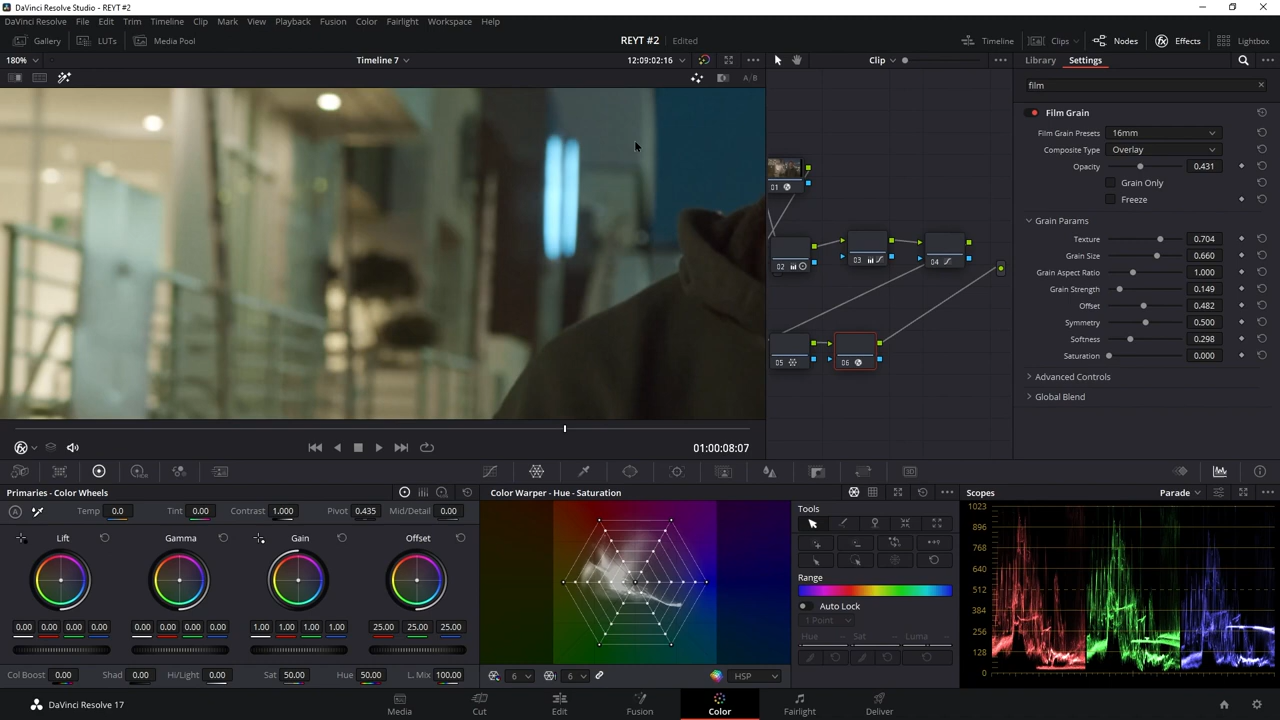 DaVinci Resolve Studio - REYT #2
DaVinci Resolve File Edit Trim Timeline Clip Mark View Playback Fusion Color Fairlight Workspace Help
Gallery LUTs Media Pool REYT #2 Edited Timeline Clips Nodes Effects Lightbox
180% Timeline 7 12:09:02:16 Clip Library Settings
A/B
film
Film Grain
Film Grain Presets 16mm
Composite Type Overlay
Opacity 0.431
Grain Only
Freeze
Grain Params
Texture 0.704
Grain Size 0.660
Grain Aspect Ratio 1.000
Grain Strength 0.149
Offset 0.482
Symmetry 0.500
Softness 0.298
Saturation 0.000
Advanced Controls
Global Blend
01
02 03 04
05 06
01:00:08:07
Primaries - Color Wheels Color Warper - Hue - Saturation Scopes Parade
Temp 0.0 Tint 0.00 Contrast 1.000 Pivot 0.435 Mid/Detail 0.00
Lift Gamma Gain Offset
0.00 0.00 0.00 0.00 0.00 0.00 0.00 0.00 1.00 1.00 1.00 1.00 25.00 25.00 25.00
Col Boost 0.00 Shad 0.00 Hi/Light 0.00 Sat 50.00 Hue 50.00 L. Mix 100.00
6 6 HSP
Tools
Range
Auto Lock
1 Point
Hue Sat Luma
1023
896
768
640
512
384
256
128
0
DaVinci Resolve 17 Media Cut Edit Fusion Color Fairlight Deliver